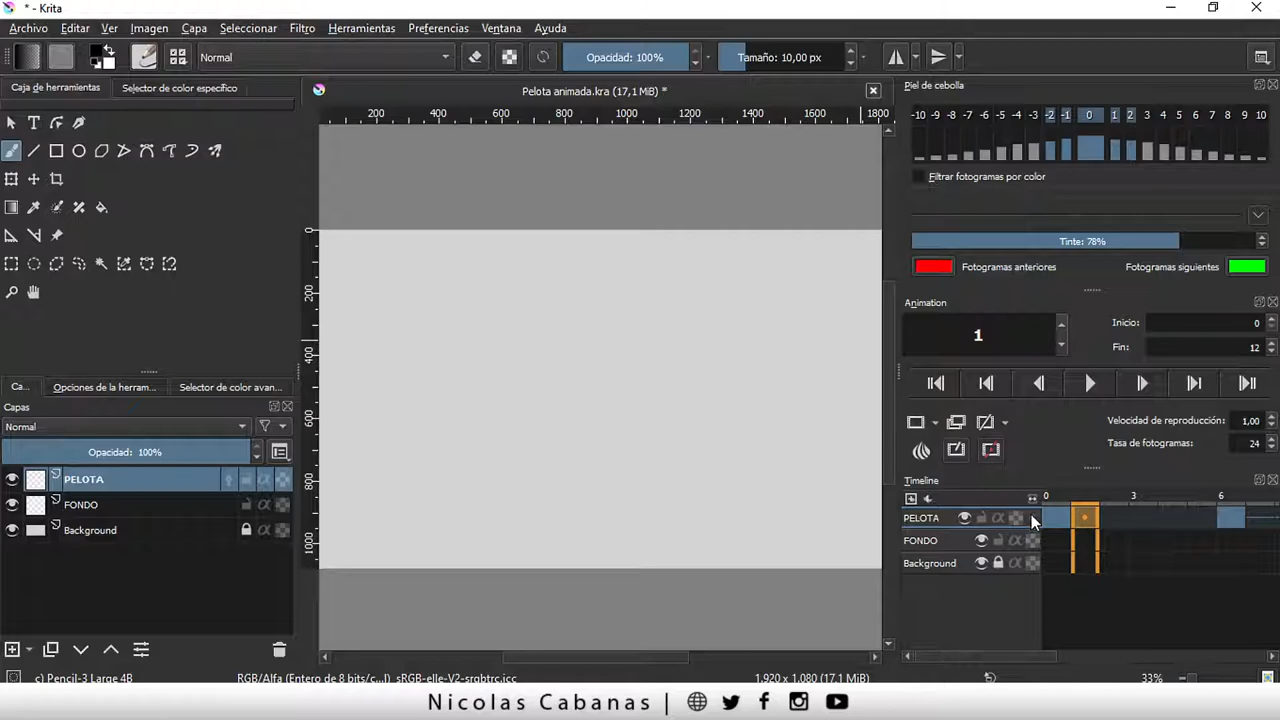 * - Krita
Archivo Editar Ver Imagen Capa Seleccionar Filtro Herramientas Preferencias Ventana Ayuda
Normal Opacidad: 100% Tamaño: 10,00 px
Caja de herramientas Selector de color específico
Pelota animada.kra (17,1 MiB) *
200 400 600 800 1000 1200 1400 1600 1800
0 200 400 600 800 1000
Piel de cebolla
-10 -9 -8 -7 -6 -5 -4 -3 -2 -1 0 1 2 3 4 5 6 7 8 9 10
Filtrar fotogramas por color
Tinte: 78%
Fotogramas anteriores Fotogramas siguientes
Animation
1
Inicio: 0
Fin: 12
Velocidad de reproducción: 1,00
Tasa de fotogramas: 24
Ca... Opciones de la herram... Selector de color avan...
Capas
Normal
Opacidad: 100%
PELOTA
FONDO
Background
Timeline
0 3 6
PELOTA
FONDO
Background
c) Pencil-3 Large 4B RGB/Alfa (Entero de 8 bits/c...l) sRGB-elle-V2-srgbtrc.icc 1.920 x 1.080 (17,1 MiB) 33%
Nicolas Cabanas |